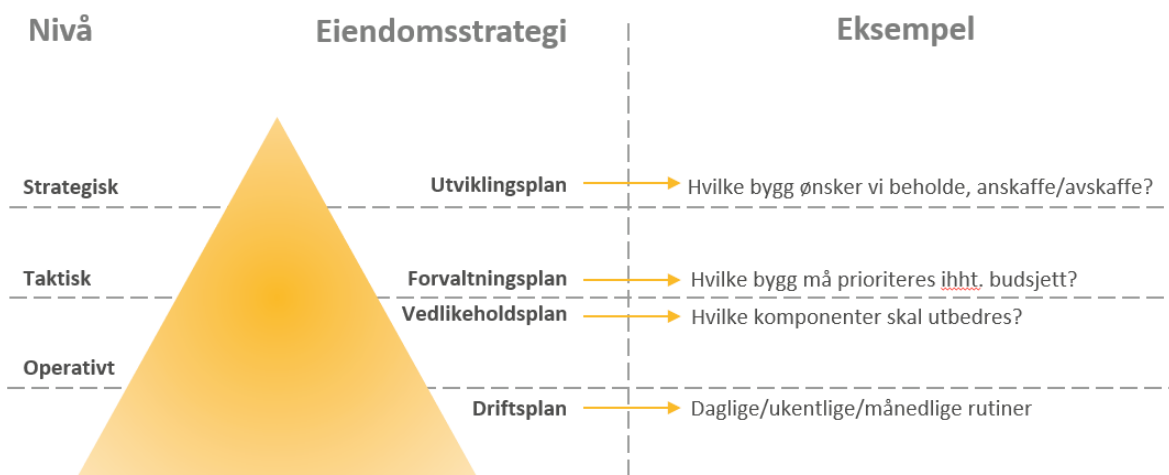 Nivå Eiendomsstrategi Eksempel
Strategisk Utviklingsplan Hvilke bygg ønsker vi beholde, anskaffe/avskaffe?
Taktisk Forvaltningsplan Hvilke bygg må prioriteres ihht. budsjett?
Vedlikeholdsplan Hvilke komponenter skal utbedres?
Operativt
Driftsplan Daglige/ukentlige/månedlige rutiner